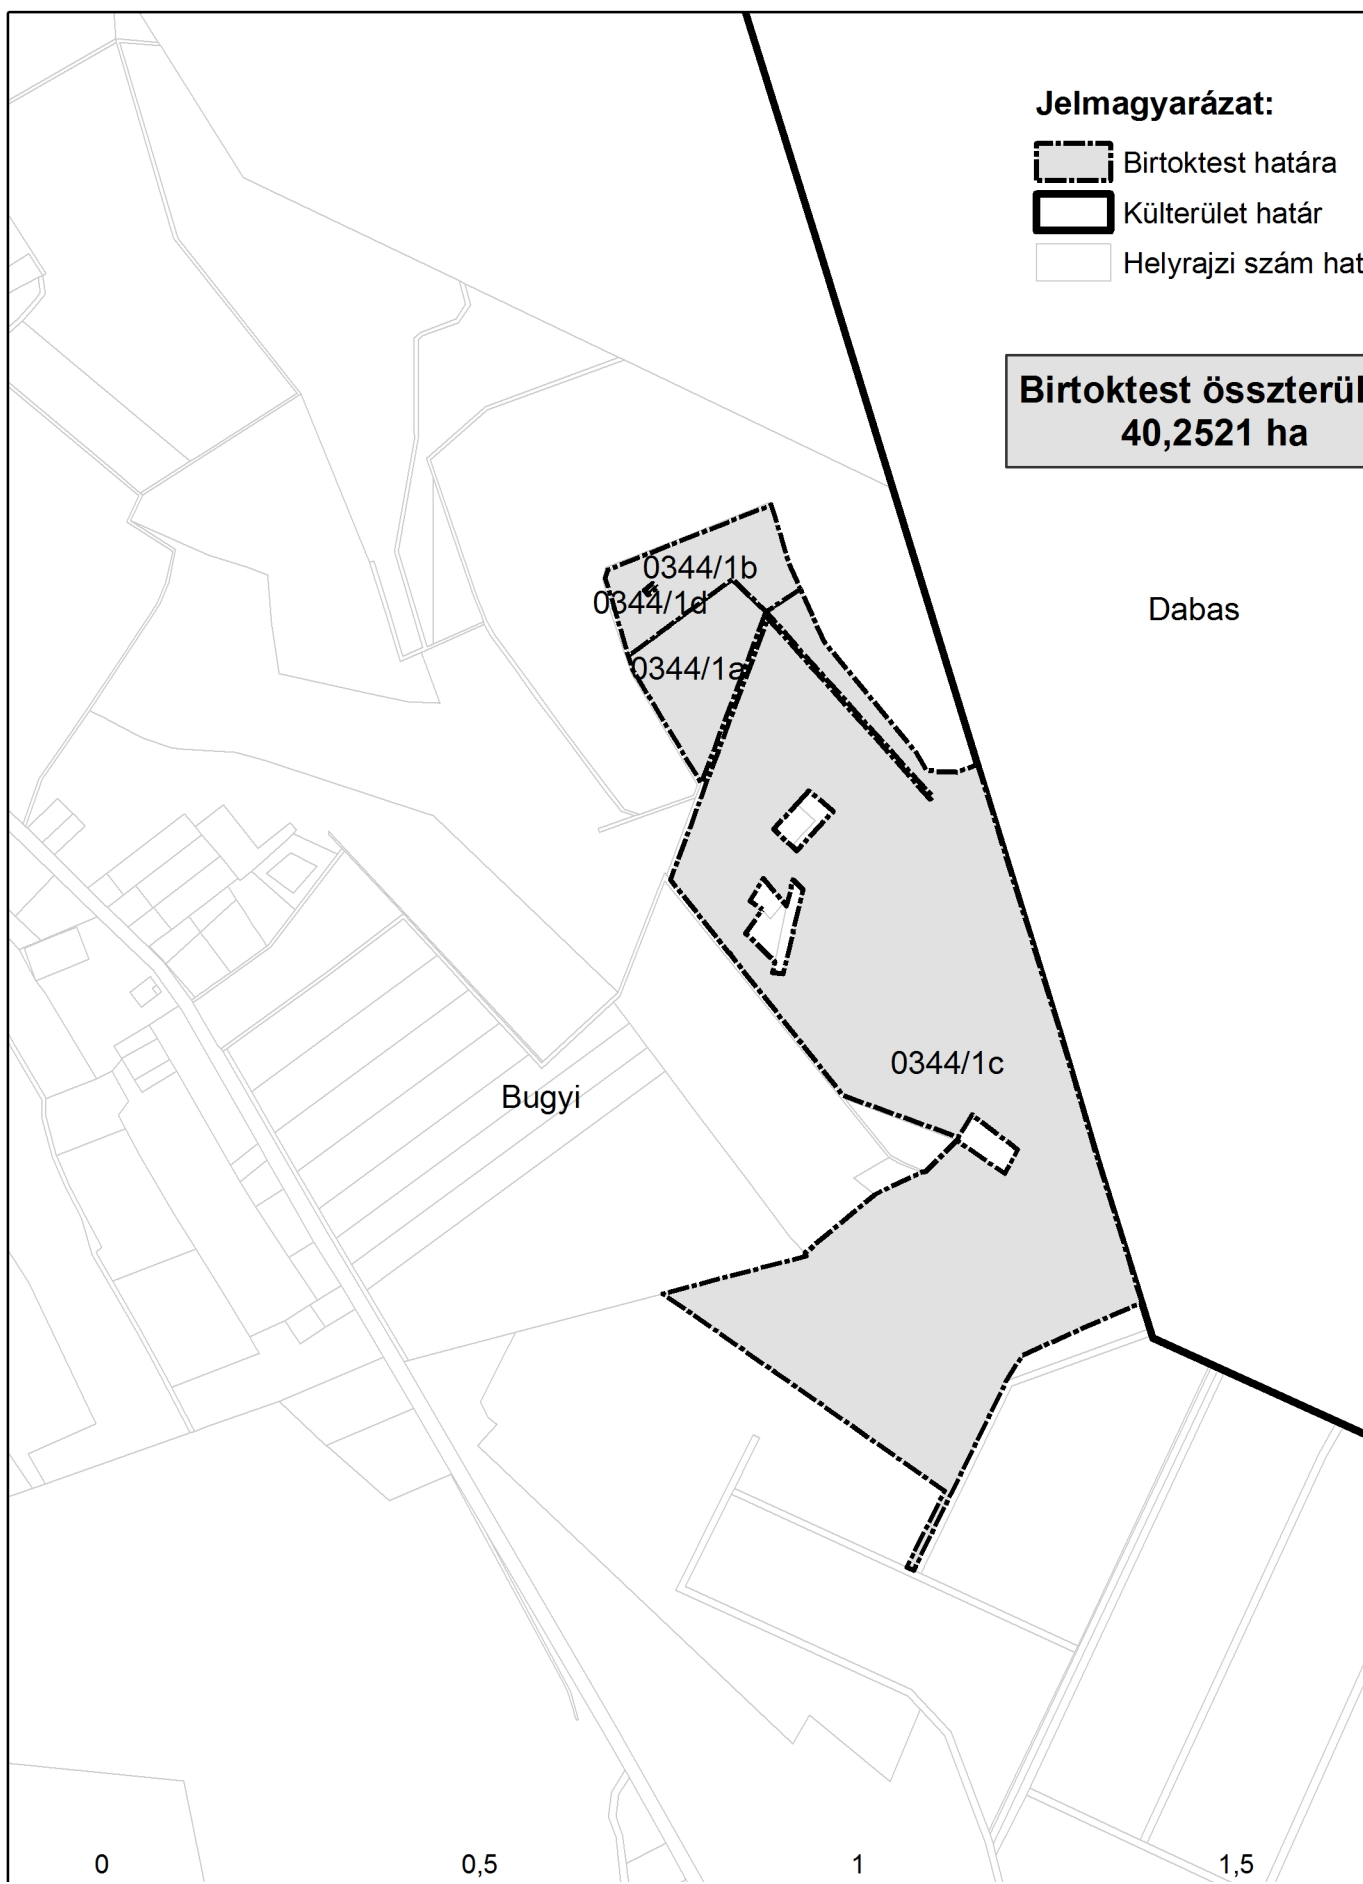 Jelmagyarázat:
Birtoktest határa
Külterület határ
Helyrajzi szám hat
Birtoktest összterül
40,2521 ha
0344/1b
0344/1d
Dabas
0344/1a
0344/1c
Bugyi
0 0,5 1 1,5